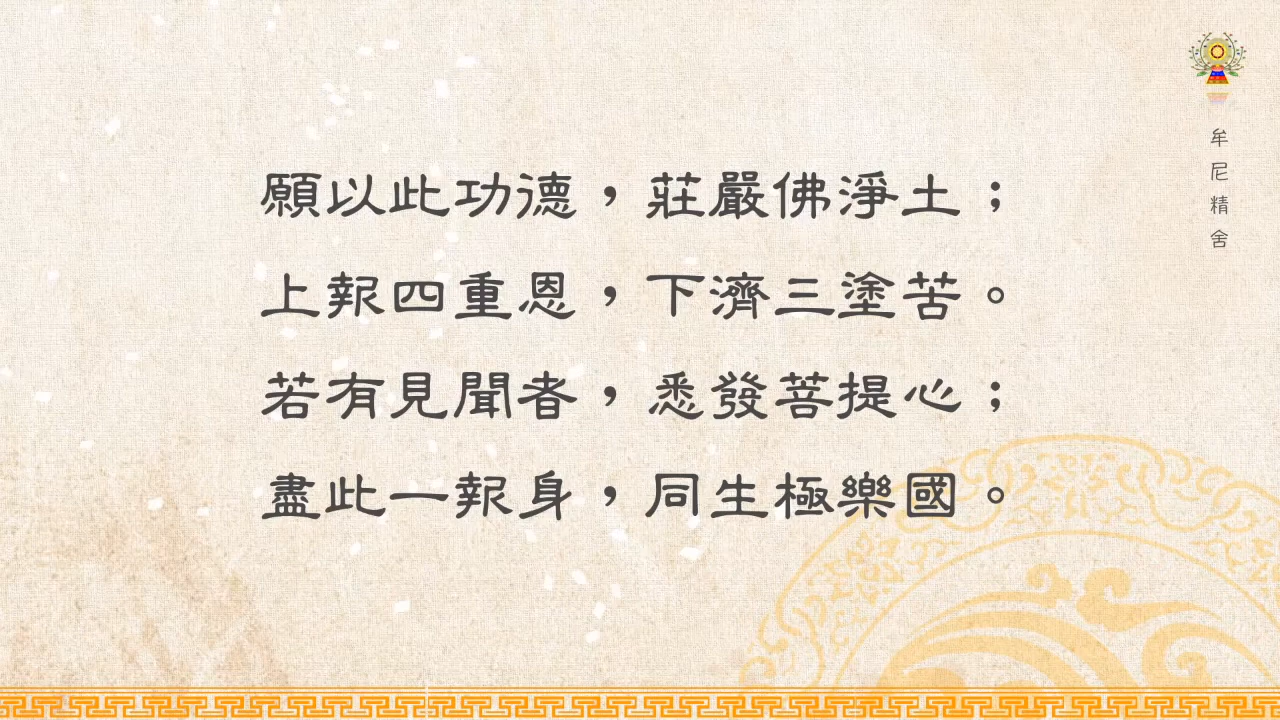 願以此功德，莊嚴佛淨土；
上報四重恩，下濟三塗苦。
若有見聞者，悉發菩提心；
盡此一報身，同生極樂國。
牟尼精舍